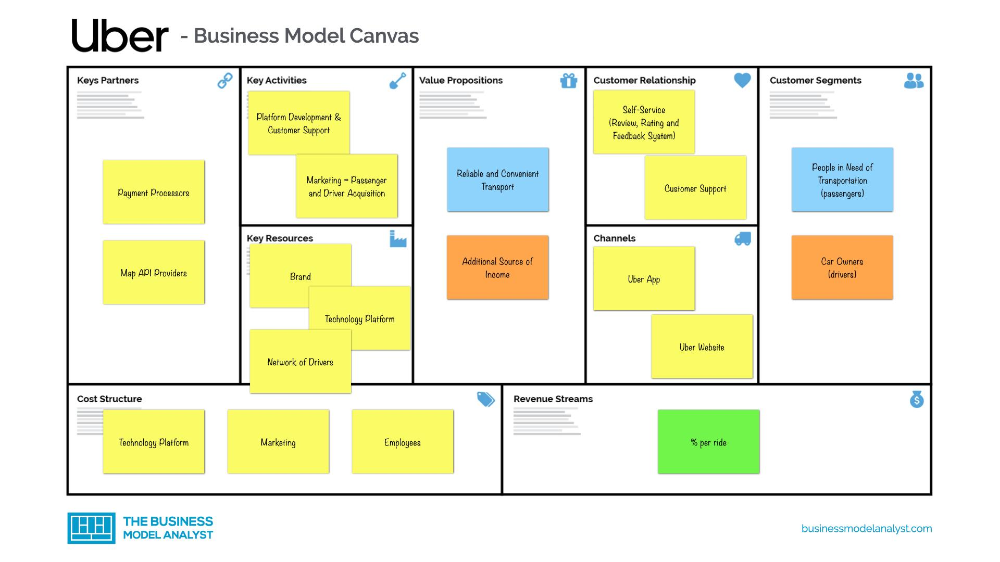 Uber - Business Model Canvas
Keys Partners
Payment Processors
Map API Providers
Key Activities
Platform Development &
Customer Support
Marketing = Passenger
and Driver Acquisition
Key Resources
Brand
Technology Platform
Network of Drivers
Value Propositions
Reliable and Convenient
Transport
Additional Source of
Income
Customer Relationship
Self-Service
(Review, Rating and
Feedback System)
Customer Support
Channels
Uber App
Uber Website
Customer Segments
People in Need of
Transportation
(passengers)
Car Owners
(drivers)
Cost Structure
Technology Platform
Marketing
Employees
Revenue Streams
% per ride
$
THE BUSINESS
MODEL ANALYST
businessmodelanalyst.com